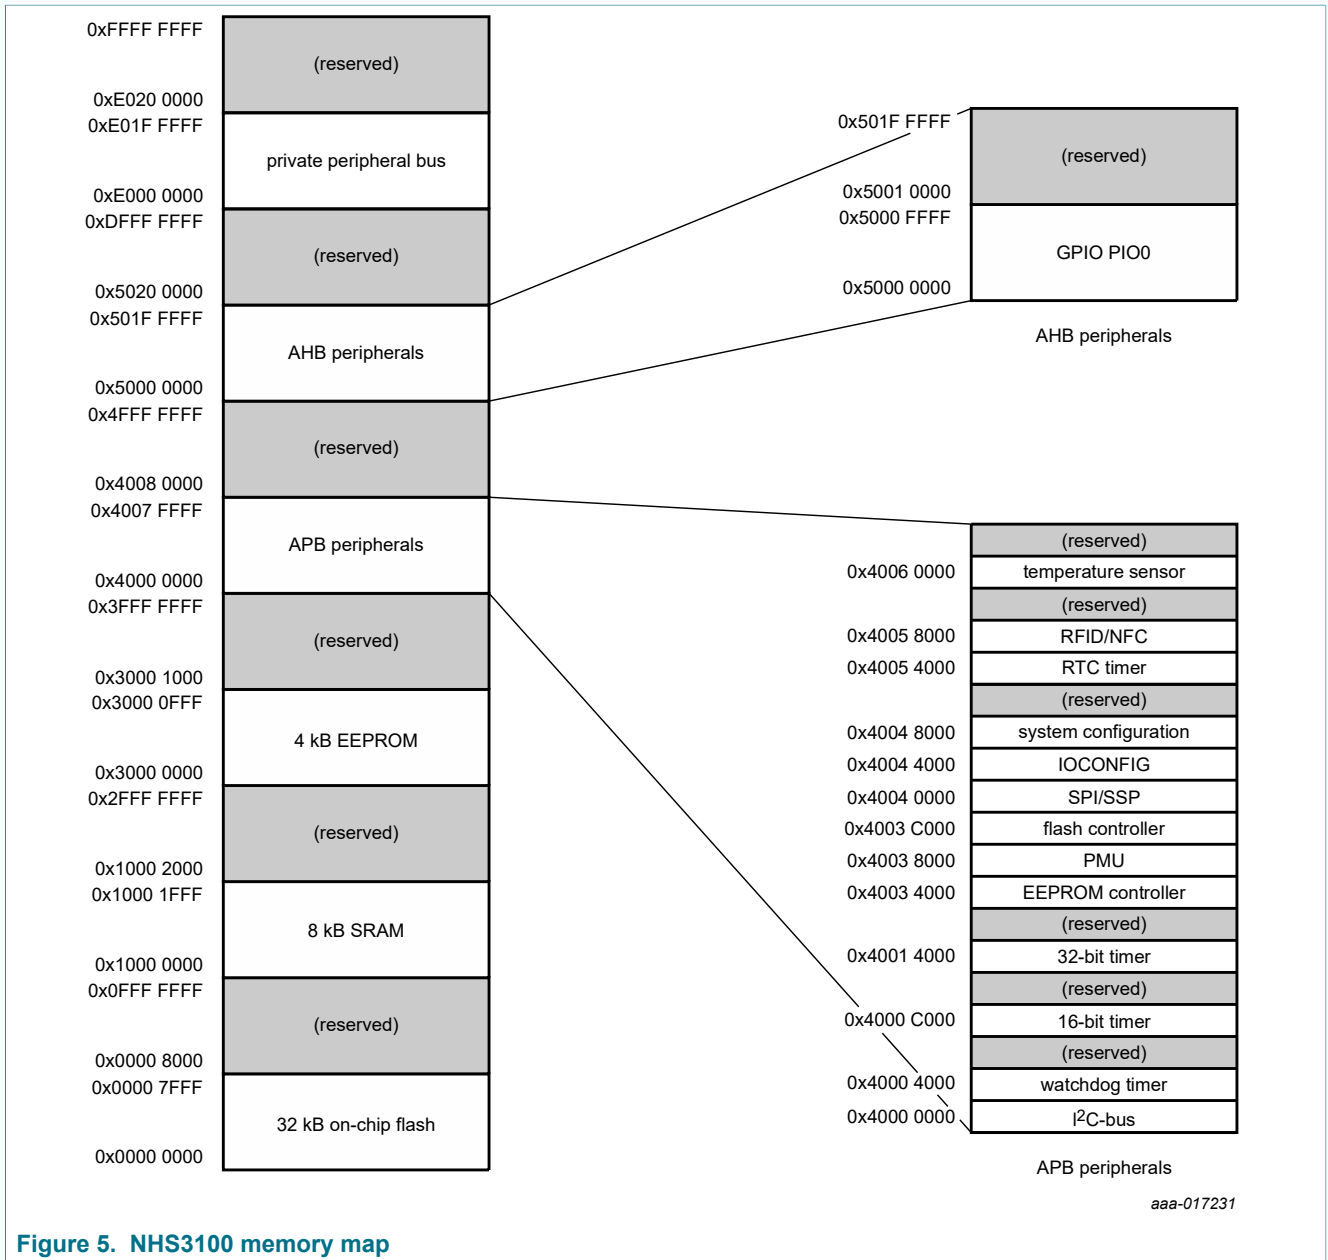 0xFFFF FFFF
(reserved)
0xE020 0000
0xE01F FFFF
private peripheral bus
0xE000 0000
0xDFFF FFFF
(reserved)
0x5020 0000
0x501F FFFF
AHB peripherals
0x5000 0000
0x4FFF FFFF
(reserved)
0x4008 0000
0x4007 FFFF
APB peripherals
0x4000 0000
0x3FFF FFFF
(reserved)
0x3000 1000
0x3000 0FFF
4 kB EEPROM
0x3000 0000
0x2FFF FFFF
(reserved)
0x1000 2000
0x1000 1FFF
8 kB SRAM
0x1000 0000
0x0FFF FFFF
(reserved)
0x0000 8000
0x0000 7FFF
32 kB on-chip flash
0x0000 0000
0x501F FFFF
(reserved)
0x5001 0000
0x5000 FFFF
GPIO PIO0
0x5000 0000
AHB peripherals
(reserved)
0x4006 0000 temperature sensor
(reserved)
0x4005 8000 RFID/NFC
0x4005 4000 RTC timer
(reserved)
0x4004 8000 system configuration
0x4004 4000 IOCONFIG
0x4004 0000 SPI/SSP
0x4003 C000 flash controller
0x4003 8000 PMU
0x4003 4000 EEPROM controller
(reserved)
0x4001 4000 32-bit timer
(reserved)
0x4000 C000 16-bit timer
(reserved)
0x4000 4000 watchdog timer
0x4000 0000 I²C-bus
APB peripherals
aaa-017231
Figure 5. NHS3100 memory map